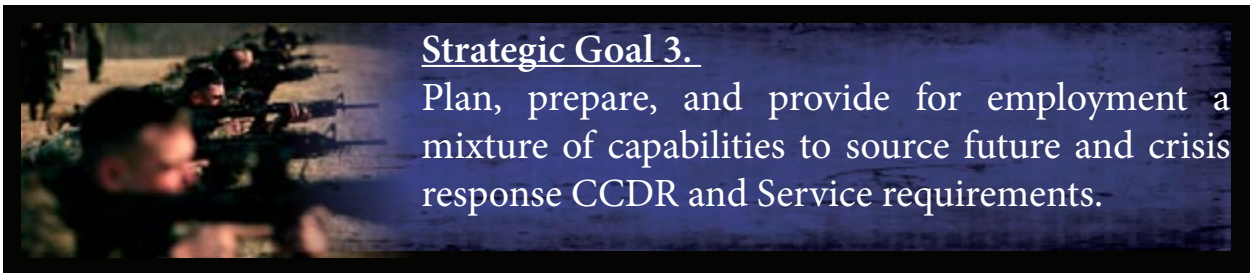 Strategic Goal 3.
Plan, prepare, and provide for employment a
mixture of capabilities to source future and crisis
response CCDR and Service requirements.